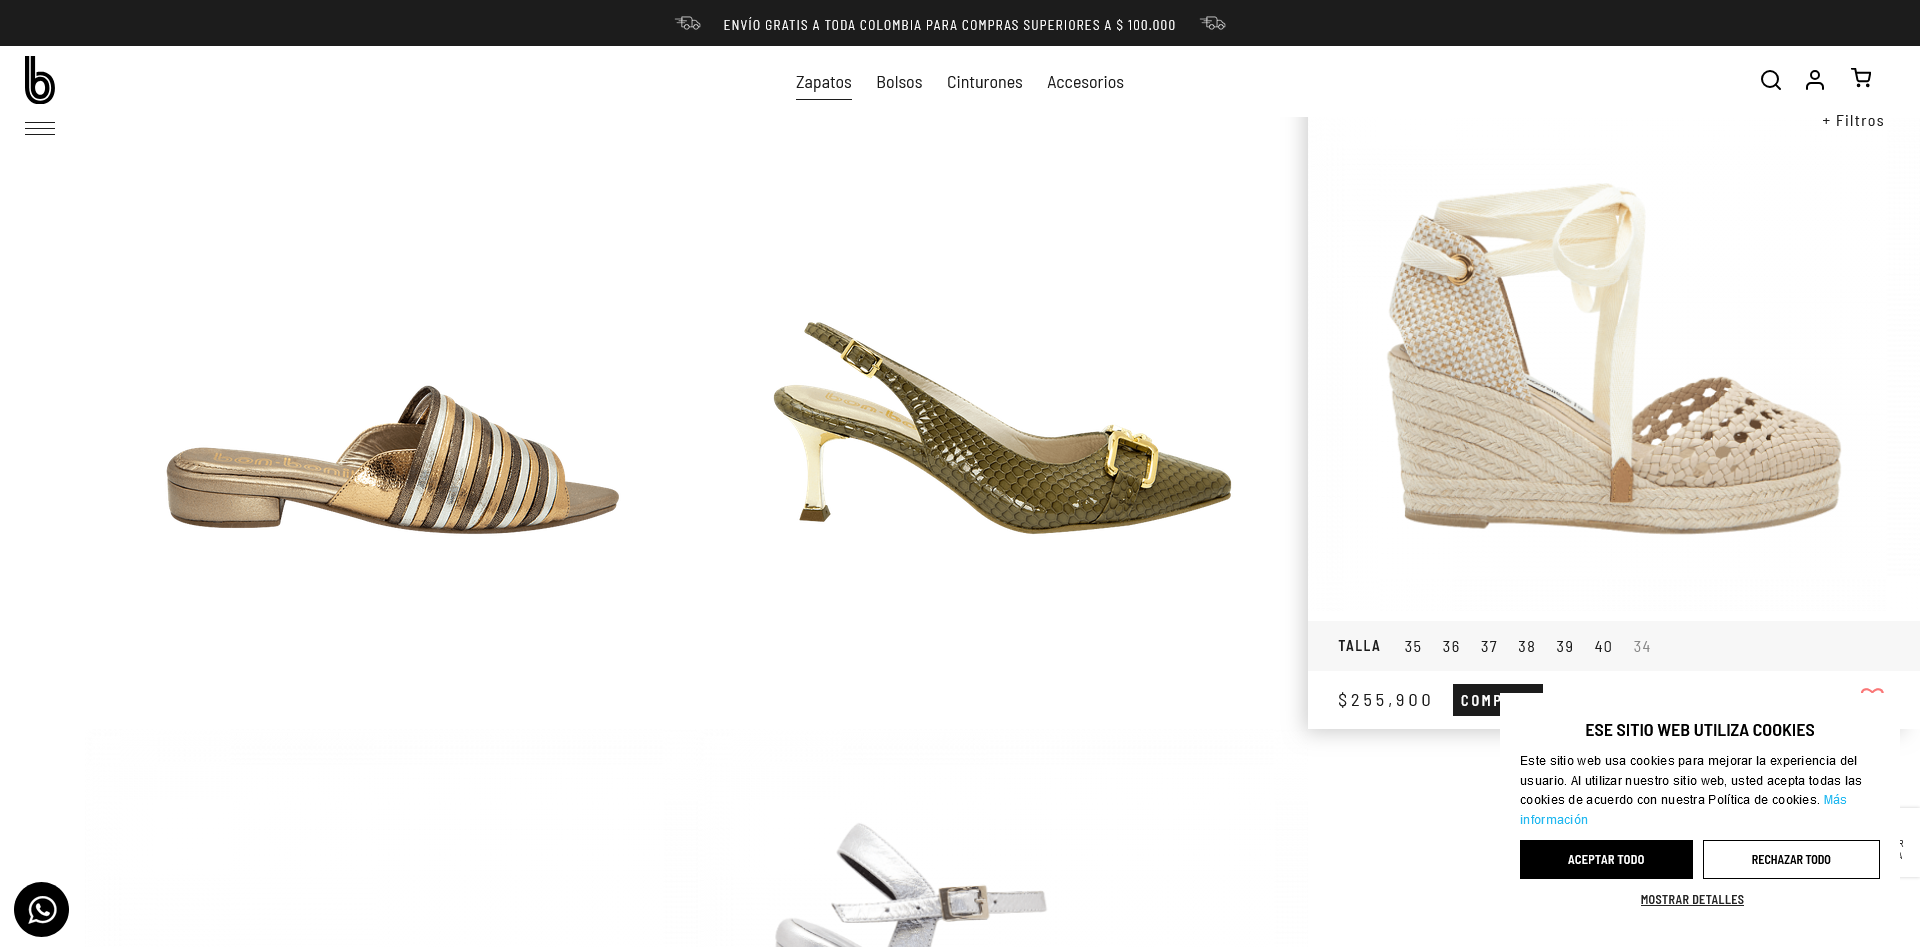 ENVÍO GRATIS A TODA COLOMBIA PARA COMPRAS SUPERIORES A $ 100.000
b
Zapatos Bolsos Cinturones Accesorios
+ Filtros
TALLA 35 36 37 38 39 40 34
$255,900
ESE SITIO WEB UTILIZA COOKIES
Este sitio web usa cookies para mejorar la experiencia del
usuario. Al utilizar nuestro sitio web, usted acepta todas las
cookies de acuerdo con nuestra Política de cookies. Más
información
ACEPTAR TODO RECHAZAR TODO
MOSTRAR DETALLES